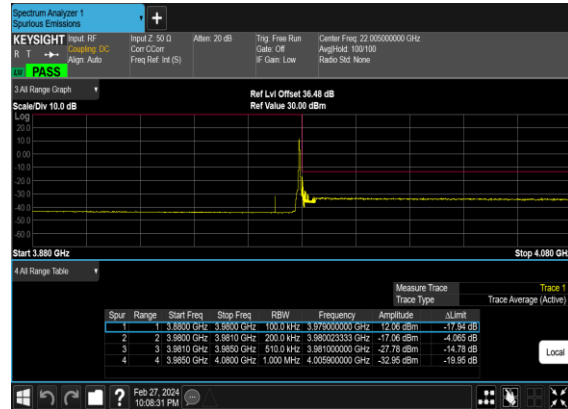 Spectrum Analyzer 1
Spurious Emissions
+
KEYSIGHT Input: RF Input Z: 50 Ω Atten: 20 dB Trig: Free Run Center Freq: 22.005000000 GHz
R T Coupling: DC Corr CCorr Gate: Off Avg|Hold: 100/100
Align: Auto Freq Ref: Int (S) IF Gain: Low Radio Std: None
LW PASS
3 All Range Graph
Ref Lvl Offset 36.48 dB
Scale/Div 10.0 dB Ref Value 30.00 dBm
Log
20.0
10.0
0.00
-10.0
-20.0
-30.0
-40.0
-50.0
-60.0
Start 3.880 GHz Stop 4.080 GHz
4 All Range Table
Measure Trace Trace 1
Trace Type Trace Average (Active)
Spur Range Start Freq Stop Freq RBW Frequency Amplitude ΔLimit
1 1 3.8800 GHz 3.9800 GHz 100.0 kHz 3.979000000 GHz 12.06 dBm -17.94 dB
2 2 3.9800 GHz 3.9810 GHz 200.0 kHz 3.980023333 GHz -17.06 dBm -4.065 dB
3 3 3.9810 GHz 3.9850 GHz 510.0 kHz 3.981000000 GHz -27.78 dBm -14.78 dB
4 4 3.9850 GHz 4.0800 GHz 1.000 MHz 4.005900000 GHz -32.95 dBm -19.95 dB
Local
? Feb 27, 2024
10:08:31 PM